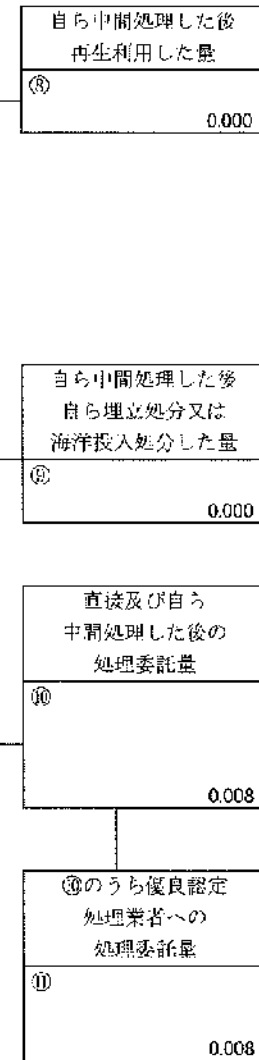 自ら中間処理した後
再生利用した量
⑧
0.000
自ら中間処理した後
自ら埋立処分又は
海洋投入処分した量
⑨
0.000
直接及び自ら
中間処理した後の
処理委託量
⑩
0.008
⑩のうち優良認定
処理業者への
処理委託量
⑪
0.008